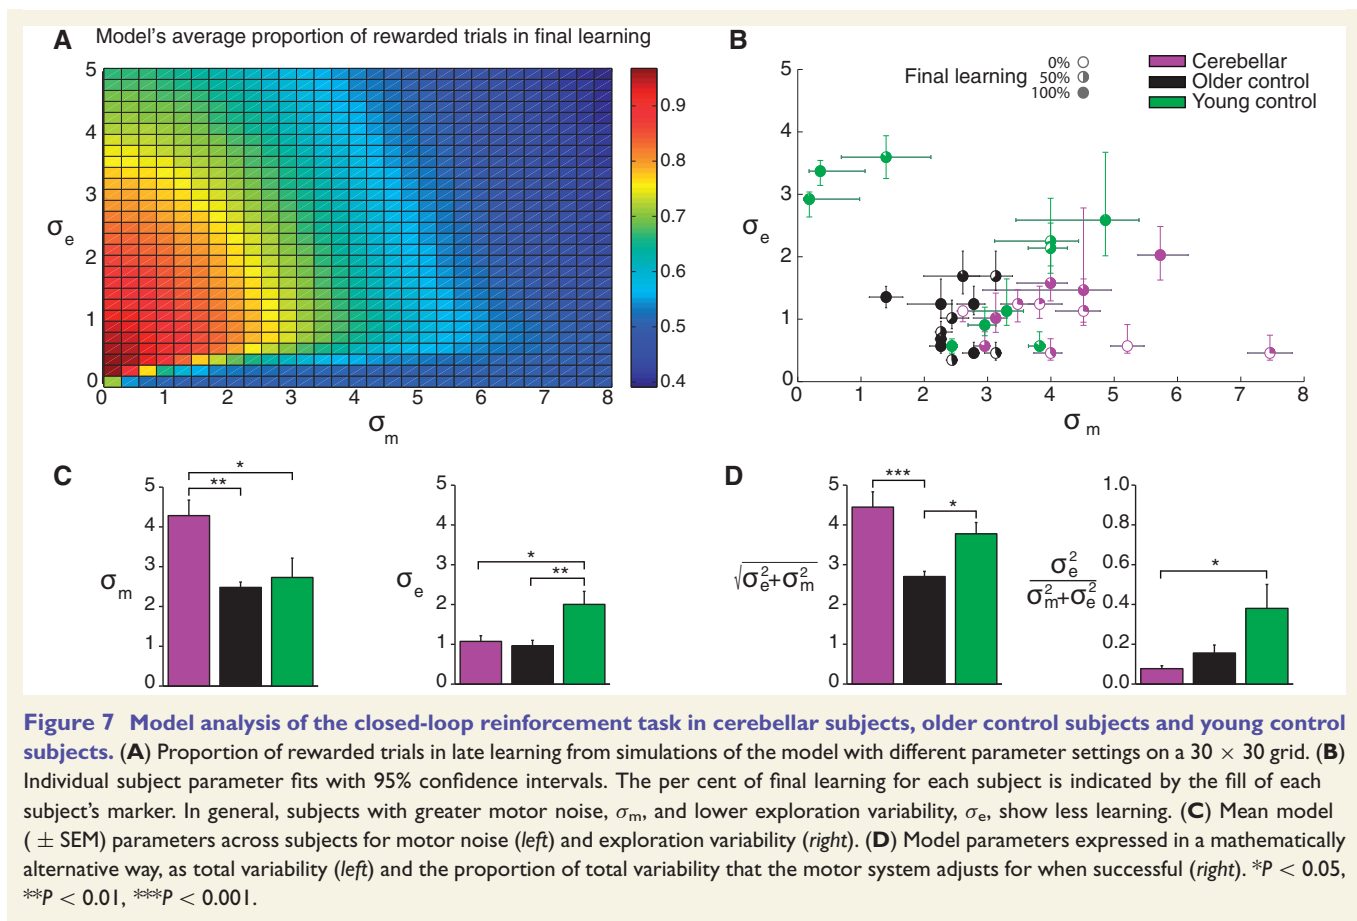 A Model's average proportion of rewarded trials in final learning
5
4
3
2
1
0
σe
0 1 2 3 4 5 6 7 8
σm
0.9
0.8
0.7
0.6
0.5
0.4
B
Final learning
0%
50%
100%
Cerebellar
Older control
Young control
5
4
3
2
1
0
σe
0 1 2 3 4 5 6 7 8
σm
C
* 
**
5
4
3
2
1
0
σm
*
**
5
4
3
2
1
0
σe
D
***
*
5
4
3
2
1
0
√σe²+σm²
*
1.0
0.8
0.6
0.4
0.2
0.0
σe²
σm²+σe²
Figure 7 Model analysis of the closed-loop reinforcement task in cerebellar subjects, older control subjects and young control
subjects. (A) Proportion of rewarded trials in late learning from simulations of the model with different parameter settings on a 30 × 30 grid. (B)
Individual subject parameter fits with 95% confidence intervals. The per cent of final learning for each subject is indicated by the fill of each
subject's marker. In general, subjects with greater motor noise, σm, and lower exploration variability, σe, show less learning. (C) Mean model
( ± SEM) parameters across subjects for motor noise (left) and exploration variability (right). (D) Model parameters expressed in a mathematically
alternative way, as total variability (left) and the proportion of total variability that the motor system adjusts for when successful (right). *P < 0.05,
**P < 0.01, ***P < 0.001.